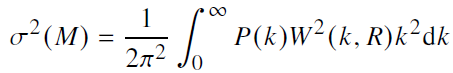 σ²(M) = 1/(2π²) ∫₀^∞ P(k)W²(k, R)k²dk